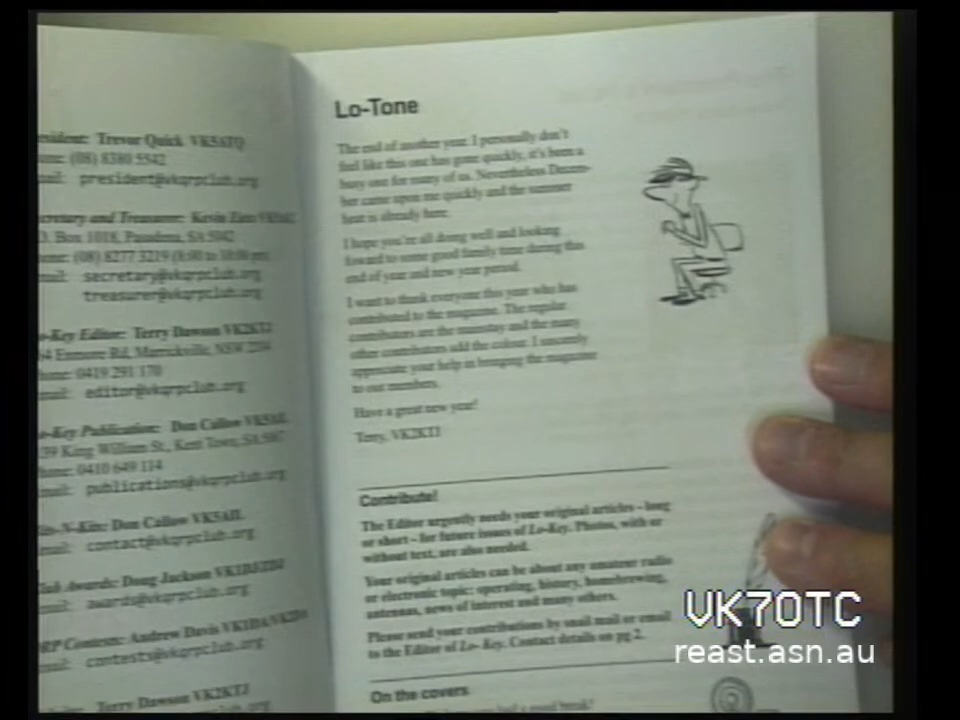 President: Trevor Quick VK5ATQ
(08) 8380 5542
president@vkqrpclub.org
Secretary and Treasurer: Kevin
Box 1018, Pasadena, SA 5042
(08) 8277 3219 (8:00 to 10:00 pm)
secretary@vkqrpclub.org
treasurer@vkqrpclub.org
Lo-Key Editor: Terry Dawson VK2KTJ
Enmore Rd, Marrickville, NSW 2204
0419 291 170
editor@vkqrpclub.org
Lo-Key Publication: Don Callow VK5AIL
39 King William St., Kent Town, SA 5067
0410 649 114
publications@vkqrpclub.org
Don Callow VK5AIL
contact@vkqrpclub.org
Club Awards: Doug Jackson
awards@vkqrpclub.org
QRP Contests: Andrew Davis
contests@vkqrpclub.org
Terry Dawson VK2KTJ
Lo-Tone
The end of another year. I personally don't
feel like this one has gone quickly, it's been a
busy one for many of us. Nevertheless Decem-
ber came upon me quickly and the summer
heat is already here.
I hope you're all doing well and looking
foward to some good family time during this
end of year and new year period.
I want to thank everyone this year who has
contributed to the magazine. The regular
contributors are the mainstay and the many
other contributors add the colour. I sincerely
appreciate your help in bringing the magazine
to our members.
Have a great new year!
Terry, VK2KTJ
Contribute!
The Editor urgently needs your original articles – long
or short – for future issues of Lo-Key. Photos, with or
without text, are also needed.
Your original articles can be about any amateur radio
or electronic topic: operating, history, homebrewing,
antennas, news of interest and many others.
Please send your contributions by snail mail or email
to the Editor of Lo-Key. Contact details on pg 2.
On the covers
VK7OTC
reast.asn.au